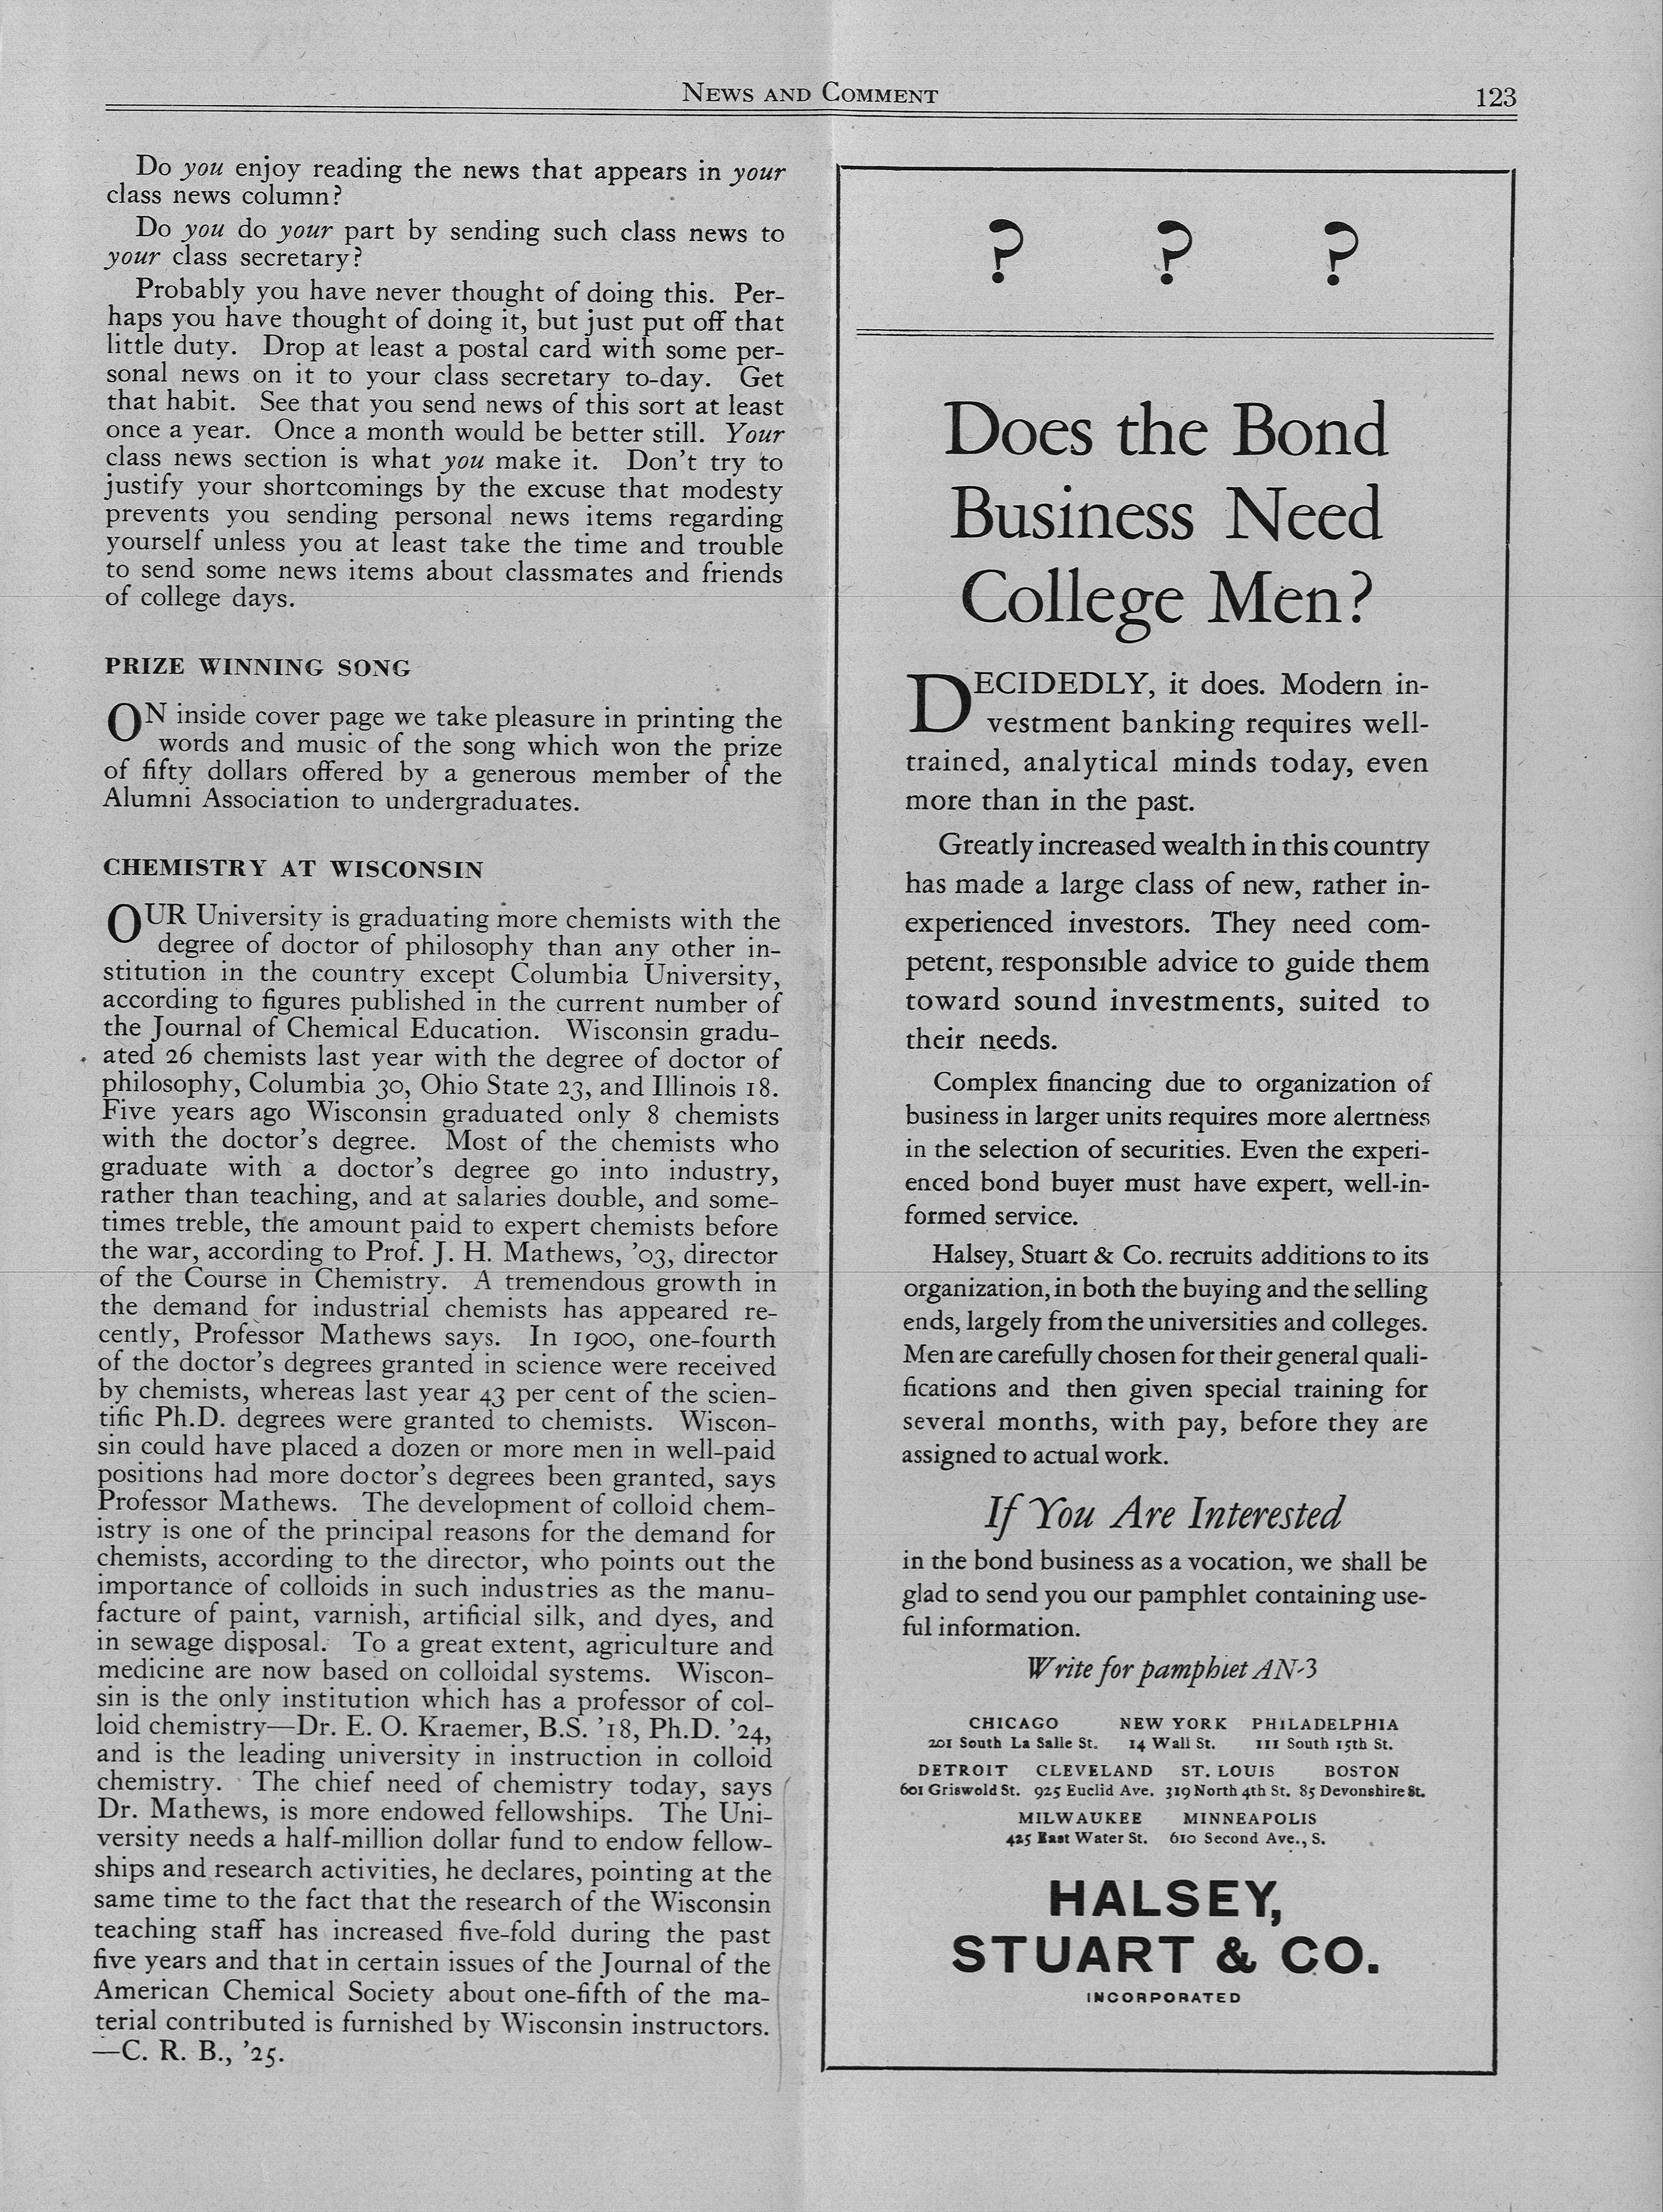 NEWS AND COMMENT 123
Do you enjoy reading the news that appears in your
class news column?
Do you do your part by sending such class news to
your class secretary?
Probably you have never thought of doing this. Per-
haps you have thought of doing it, but just put off that
little duty. Drop at least a postal card with some per-
sonal news on it to your class secretary to-day. Get
that habit. See that you send news of this sort at least
once a year. Once a month would be better still. Your
class news section is what you make it. Don't try to
justify your shortcomings by the excuse that modesty
prevents you sending personal news items regarding
yourself unless you at least take the time and trouble
to send some news items about classmates and friends
of college days.
PRIZE WINNING SONG
ON inside cover page we take pleasure in printing the
words and music of the song which won the prize
of fifty dollars offered by a generous member of the
Alumni Association to undergraduates.
CHEMISTRY AT WISCONSIN
OUR University is graduating more chemists with the
degree of doctor of philosophy than any other in-
stitution in the country except Columbia University,
according to figures published in the current number of
the Journal of Chemical Education. Wisconsin gradu-
ated 26 chemists last year with the degree of doctor of
philosophy, Columbia 30, Ohio State 23, and Illinois 18.
Five years ago Wisconsin graduated only 8 chemists
with the doctor's degree. Most of the chemists who
graduate with a doctor's degree go into industry,
rather than teaching, and at salaries double, and some-
times treble, the amount paid to expert chemists before
the war, according to Prof. J. H. Mathews, '03, director
of the Course in Chemistry. A tremendous growth in
the demand for industrial chemists has appeared re-
cently, Professor Mathews says. In 1900, one-fourth
of the doctor's degrees granted in science were received
by chemists, whereas last year 43 per cent of the scien-
tific Ph.D. degrees were granted to chemists. Wiscon-
sin could have placed a dozen or more men in well-paid
positions had more doctor's degrees been granted, says
Professor Mathews. The development of colloid chem-
istry is one of the principal reasons for the demand for
chemists, according to the director, who points out the
importance of colloids in such industries as the manu-
facture of paint, varnish, artificial silk, and dyes, and
in sewage disposal. To a great extent, agriculture and
medicine are now based on colloidal systems. Wiscon-
sin is the only institution which has a professor of col-
loid chemistry—Dr. E. O. Kraemer, B.S. '18, Ph.D. '24,
and is the leading university in instruction in colloid
chemistry. The chief need of chemistry today, says
Dr. Mathews, is more endowed fellowships. The Uni-
versity needs a half-million dollar fund to endow fellow-
ships and research activities, he declares, pointing at the
same time to the fact that the research of the Wisconsin
teaching staff has increased five-fold during the past
five years and that in certain issues of the Journal of the
American Chemical Society about one-fifth of the ma-
terial contributed is furnished by Wisconsin instructors.
—C. R. B., '25.
? ? ?
Does the Bond
Business Need
College Men?
DECIDEDLY, it does. Modern in-
vestment banking requires well-
trained, analytical minds today, even
more than in the past.
Greatly increased wealth in this country
has made a large class of new, rather in-
experienced investors. They need com-
petent, responsible advice to guide them
toward sound investments, suited to
their needs.
Complex financing due to organization of
business in larger units requires more alertness
in the selection of securities. Even the experi-
enced bond buyer must have expert, well-in-
formed service.
Halsey, Stuart & Co. recruits additions to its
organization, in both the buying and the selling
ends, largely from the universities and colleges.
Men are carefully chosen for their general quali-
fications and then given special training for
several months, with pay, before they are
assigned to actual work.
If You Are Interested
in the bond business as a vocation, we shall be
glad to send you our pamphlet containing use-
ful information.
Write for pamphlet AN-3
CHICAGO NEW YORK PHILADELPHIA
201 South La Salle St. 14 Wall St. 111 South 15th St.
DETROIT CLEVELAND ST. LOUIS BOSTON
601 Griswold St. 925 Euclid Ave. 319 North 4th St. 85 Devonshire St.
MILWAUKEE MINNEAPOLIS
425 East Water St. 610 Second Ave., S.
HALSEY,
STUART & CO.
INCORPORATED